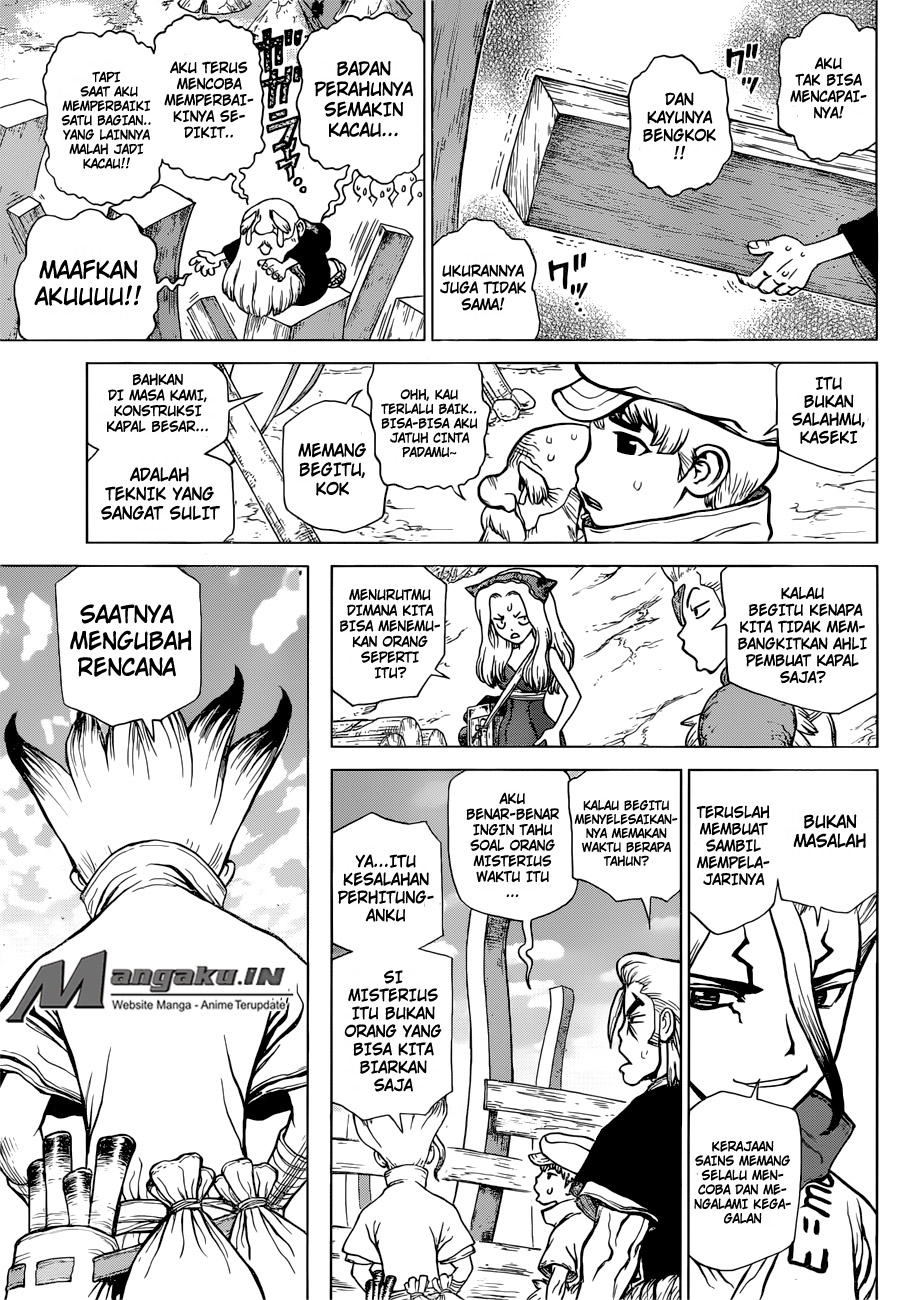 AKU
TAK BISA
MENCAPAI-
NYA!
DAN
KAYUNYA
BENGKOK
!!
UKURANNYA
JUGA TIDAK
SAMA!
BADAN
PERAHUNYA
SEMAKIN
KACAU...
AKU TERUS
MENCOBA
MEMPERBAI-
KINYA SE-
DIKIT..
TAPI
SAAT AKU
MEMPERBAIKI
SATU BAGIAN..
YANG LAINNYA
MALAH JADI
KACAU!!
MAAFKAN
AKUUUU!!
ITU
BUKAN
SALAHMU,
KASEKI
OHH, KAU
TERLALU BAIK..
BISA-BISA AKU
JATUH CINTA
PADAMU~
MEMANG
BEGITU,
KOK
BAHKAN
DI MASA KAMI,
KONSTRUKSI
KAPAL BESAR...
ADALAH
TEKNIK YANG
SANGAT SULIT
KALAU
BEGITU KENAPA
KITA TIDAK MEM-
BANGKITKAN AHLI
PEMBUAT KAPAL
SAJA?
MENURUTMU
DIMANA KITA
BISA MENEMU-
KAN ORANG
SEPERTI
ITU?
BUKAN
MASALAH
TERUSLAH
MEMBUAT
SAMBIL
MEMPELA-
JARINYA
KERAJAAN
SAINS MEMANG
SELALU MEN-
COBA DAN ME-
NGALAMI KEGA-
GALAN
KALAU BEGITU
MENYELESAIKAN-
NYA MEMAKAN
WAKTU BERAPA
TAHUN?
AKU
BENAR-BENAR
INGIN TAHU
SOAL ORANG
MISTERIUS
WAKTU ITU
...
YA...ITU
KESALAHAN
PERHITUNG-
ANKU
SI
MISTERIUS
ITU BUKAN
ORANG YANG
BISA KITA
BIARKAN
SAJA
SAATNYA
MENGUBAH
RENCANA
MANGAKU.IN
Website Manga - Anime Terupdate